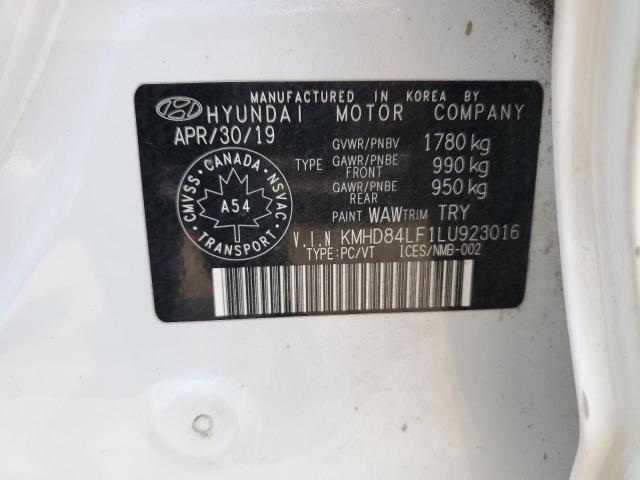 MANUFACTURED IN KOREA BY
HYUNDAI MOTOR COMPANY
APR/30/19
GVWR/PNBV 1780 kg
TYPE GAWR/PNBE FRONT 990 kg
GAWR/PNBE REAR 950 kg
PAINT WAW TRIM TRY
CMVSS · CANADA · NSVAC
A54
TRANSPORT
V.I.N KMHD84LF1LU923016
TYPE:PC/VT ICES/NMB-002